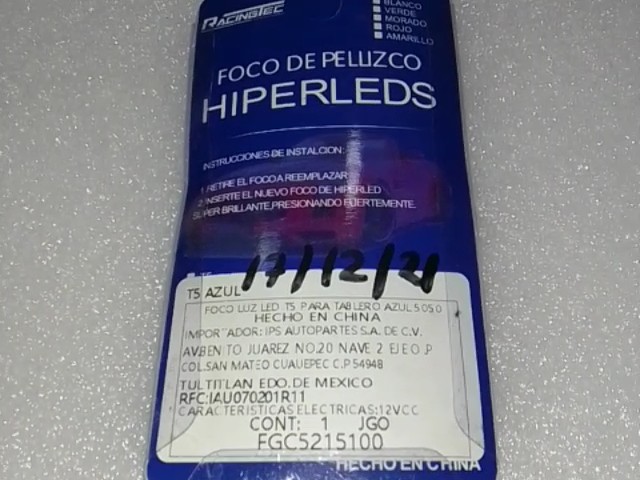 RACINGTEC
BLANCO
VERDE
MORADO
ROJO
AMARILLO
FOCO DE PELLIZCO
HIPERLEDS
INSTRUCCIONES DE INSTALCION:
1. RETIRE EL FOCO A REEMPLAZAR
2. INSERTE EL NUEVO FOCO DE HIPERLED
SUPER BRILLANTE, PRESIONANDO FUERTEMENTE.
17/12/21
T5 AZUL
FOCO LUZ LED T5 PARA TABLERO AZUL 5050
HECHO EN CHINA
IMPORTADOR: IPS AUTOPARTES S.A. DE C.V.
AV.BENITO JUAREZ NO.20 NAVE 2 EJE O P
COL.SAN MATEO CUAUEPEC C.P 54948
TULTITLAN EDO. DE MEXICO
RFC:IAU070201R11
CARACTERISTICAS ELECTRICAS:12VCC
CONT: 1 JGO
FGC5215100
HECHO EN CHINA